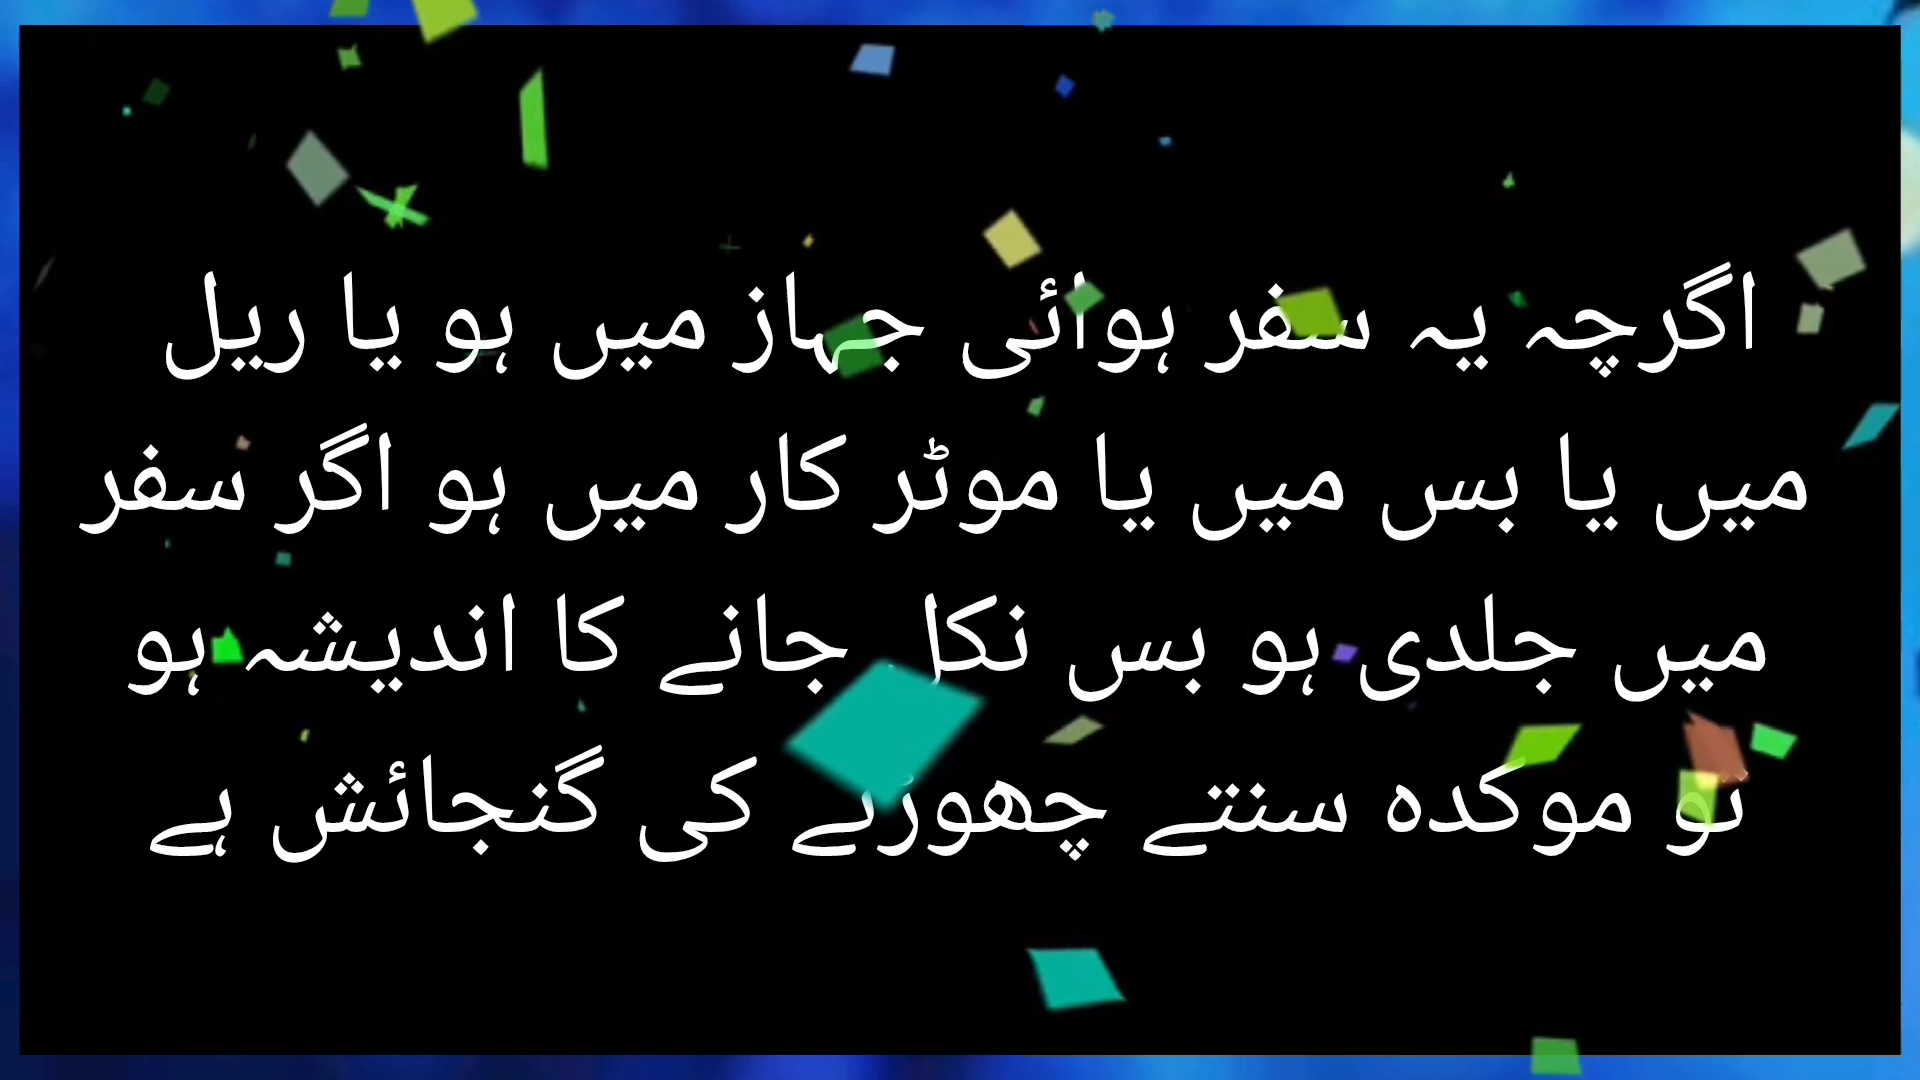 اگرچہ یہ سفر ہوائی جہاز میں ہو یا ریل
میں یا بس میں یا موٹر کار میں ہو اگر سفر
میں جلدی ہو بس نکل جانے کا اندیشہ ہو
تو موکدہ سنتے چھوڑنے کی گنجائش ہے